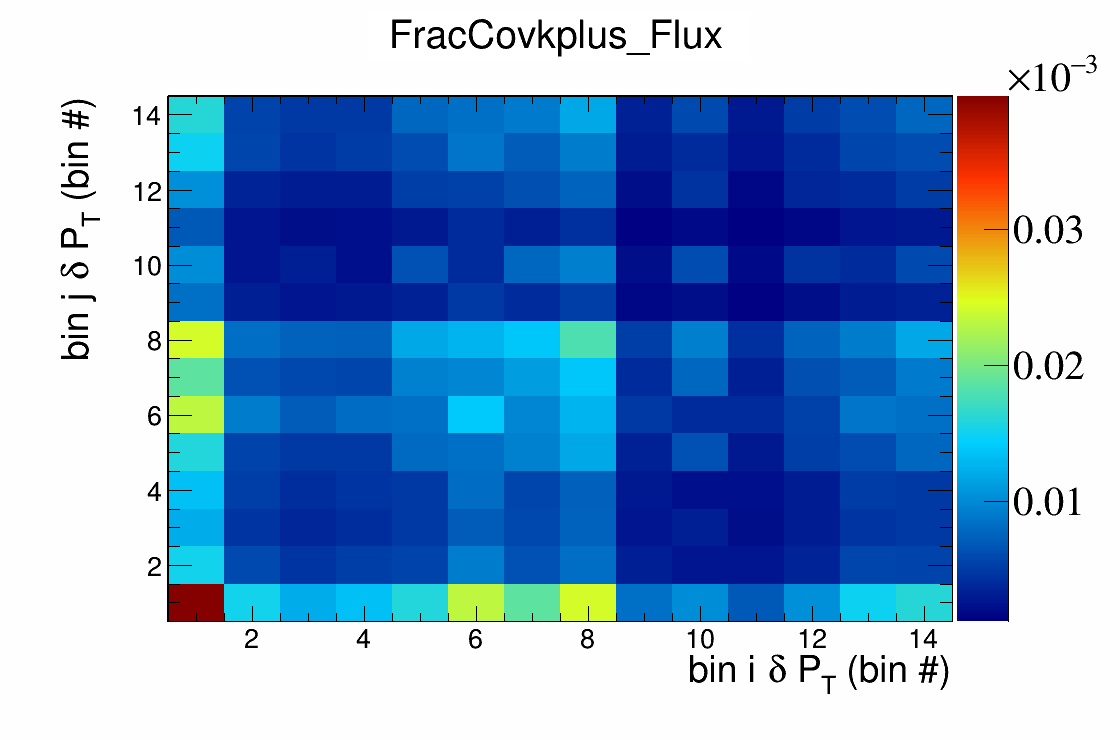 FracCovkplus_Flux
×10⁻³
bin j δ P_T (bin #)
14
12
10
8
6
4
2
0.03
0.02
0.01
2 4 6 8 10 12 14
bin i δ P_T (bin #)